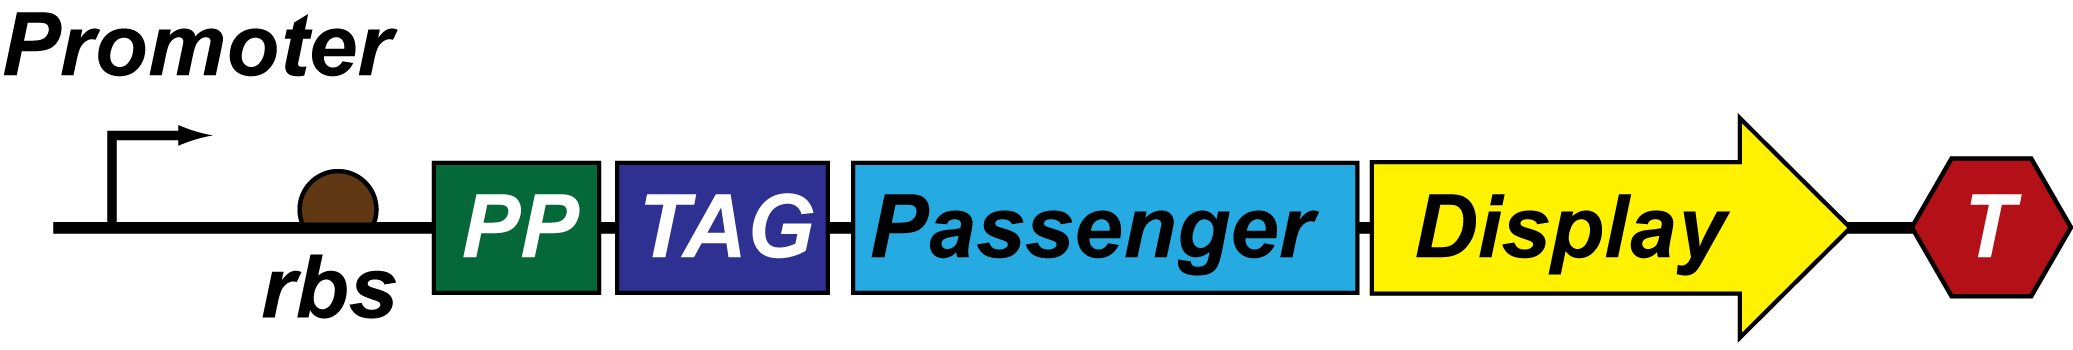 Promoter
PP TAG Passenger Display T
rbs